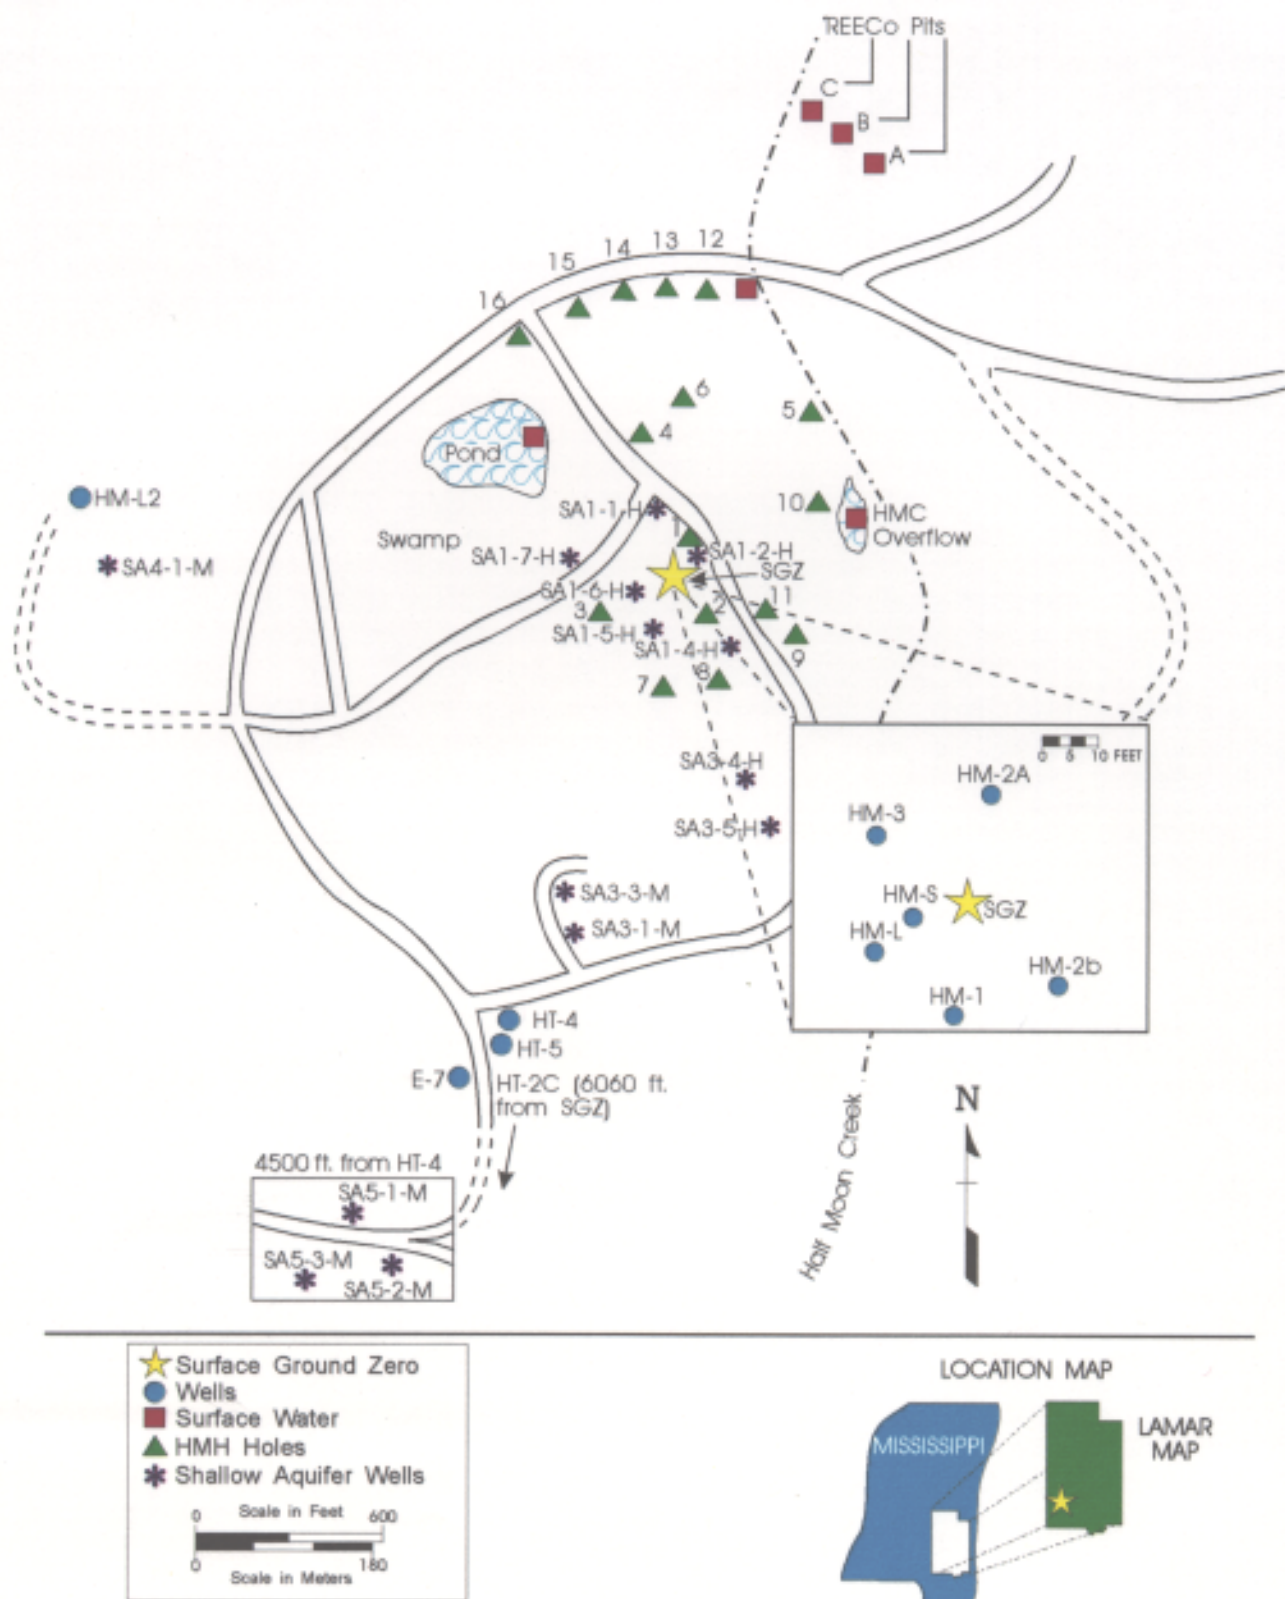 TREECo Pits
C
B
A
12
13
14
15
16
6
5
4
Pond
10
HMC
Overflow
HM-L2
SA1-1-H
Swamp
1
SA1-7-H
SA1-2-H
SGZ
SA4-1-M
SA1-6-H
3
2
11
SA1-5-H
SA1-4-H
9
8
7
0 5 10 FEET
SA3-4-H
HM-2A
HM-3
SA3-5-H
HM-S
SGZ
SA3-3-M
HM-L
SA3-1-M
HM-2b
HM-1
HT-4
HT-5
E-7
HT-2C (6060 ft.
from SGZ)
N
Half Moon Creek
4500 ft. from HT-4
SA5-1-M
SA5-3-M
SA5-2-M
Surface Ground Zero
Wells
Surface Water
HMH Holes
Shallow Aquifer Wells
0 Scale in Feet 600
0 180
Scale in Meters
LOCATION MAP
MISSISSIPPI
LAMAR
MAP